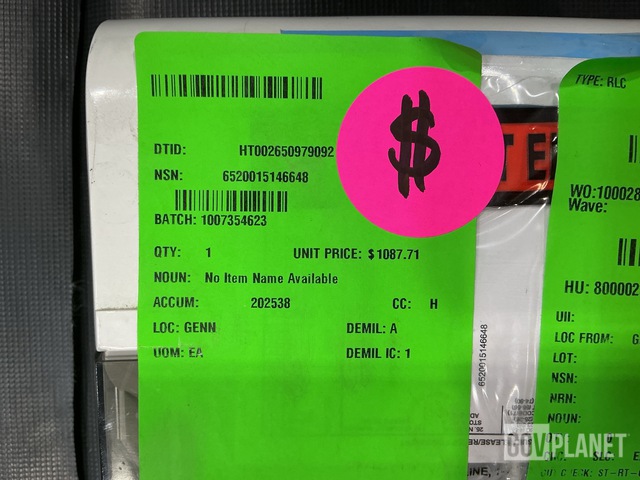 DTID: HT002650979092
NSN: 6520015146648
BATCH: 1007354623
QTY: 1 UNIT PRICE: $1087.71
NOUN: No Item Name Available
ACCUM: 202538 CC: H
LOC: GENN DEMIL: A
UOM: EA DEMIL IC: 1
$
TE
6520015146648
TYPE: RLC
WO:100028
Wave:
HU: 800002
UII:
LOC FROM: G
LOT:
NSN:
NRN:
NOUN:
GOVPLANET